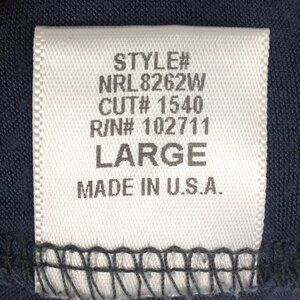 STYLE#
NRL8262W
CUT# 1540
R/N# 102711
LARGE
MADE IN U.S.A.